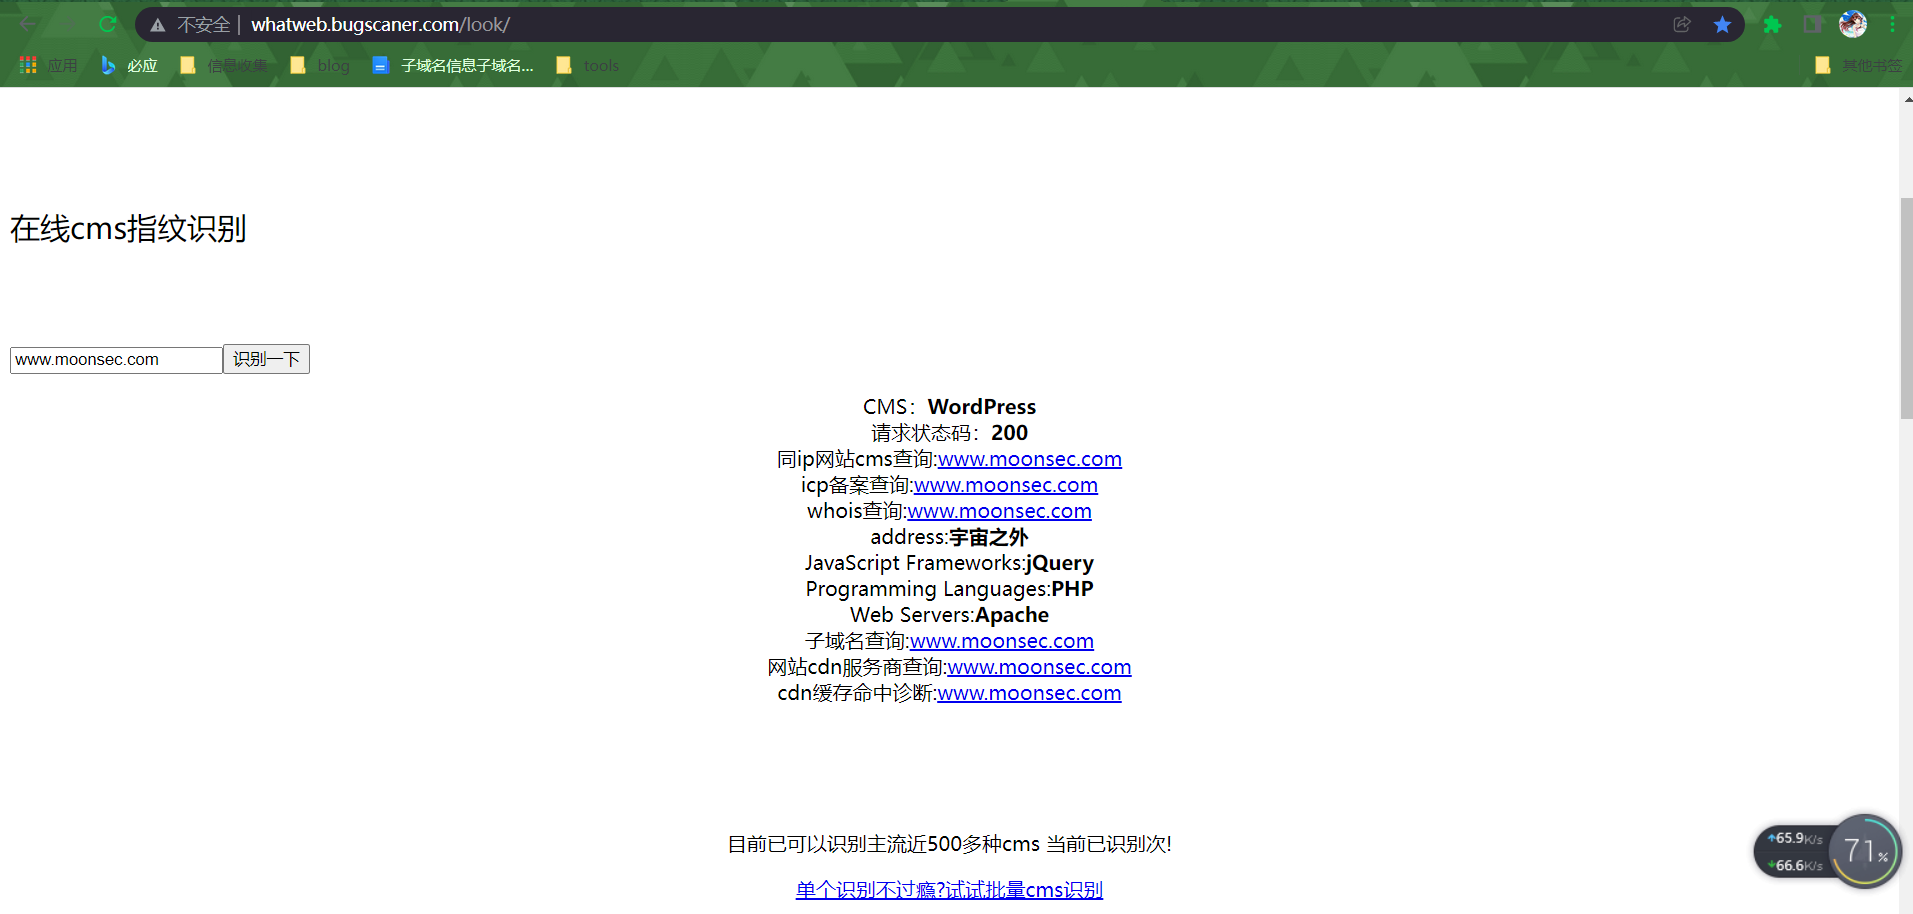 不安全 | whatweb.bugscaner.com/look/
应用 必应 信息收集 blog 子域名信息子域名... tools 其他书签
在线cms指纹识别
www.moonsec.com 识别一下
CMS：WordPress
请求状态码：200
同ip网站cms查询:www.moonsec.com
icp备案查询:www.moonsec.com
whois查询:www.moonsec.com
address:宇宙之外
JavaScript Frameworks:jQuery
Programming Languages:PHP
Web Servers:Apache
子域名查询:www.moonsec.com
网站cdn服务商查询:www.moonsec.com
cdn缓存命中诊断:www.moonsec.com
目前已可以识别主流近500多种cms 当前已识别次!
单个识别不过瘾?试试批量cms识别
65.9K/s
66.6K/s
71%